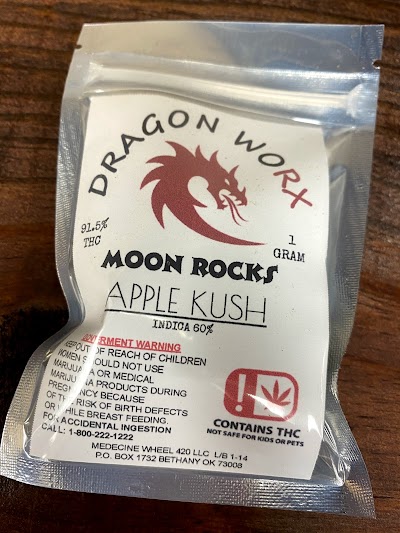 DRAGON WORX
91.5%
THC
1
GRAM
MOON ROCKS
APPLE KUSH
INDICA 60%
GOVERMENT WARNING
KEEPOUT OF REACH OF CHILDREN
WOMEN SHOULD NOT USE
MARIJUANA OR MEDICAL
MARIJUANA PRODUCTS DURING
PREGNANCY BECAUSE
OF THE RISK OF BIRTH DEFECTS
OR WHILE BREAST FEEDING.
FOR ACCIDENTAL INGESTION
CALL: 1-800-222-1222
!
CONTAINS THC
NOT SAFE FOR KIDS OR PETS
MEDECINE WHEEL 420 LLC L/B 1-14
P.O. BOX 1732 BETHANY OK 73008